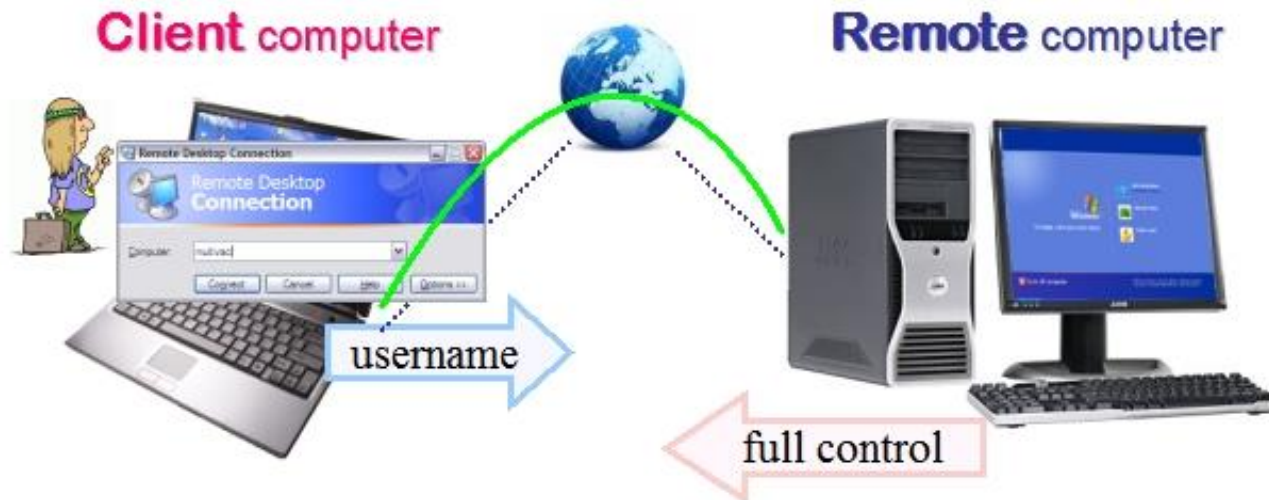 Client computer
Remote computer
Remote Desktop Connection
Remote Desktop
Connection
Computer:
Connect Cancel Help Options >>
username
full control